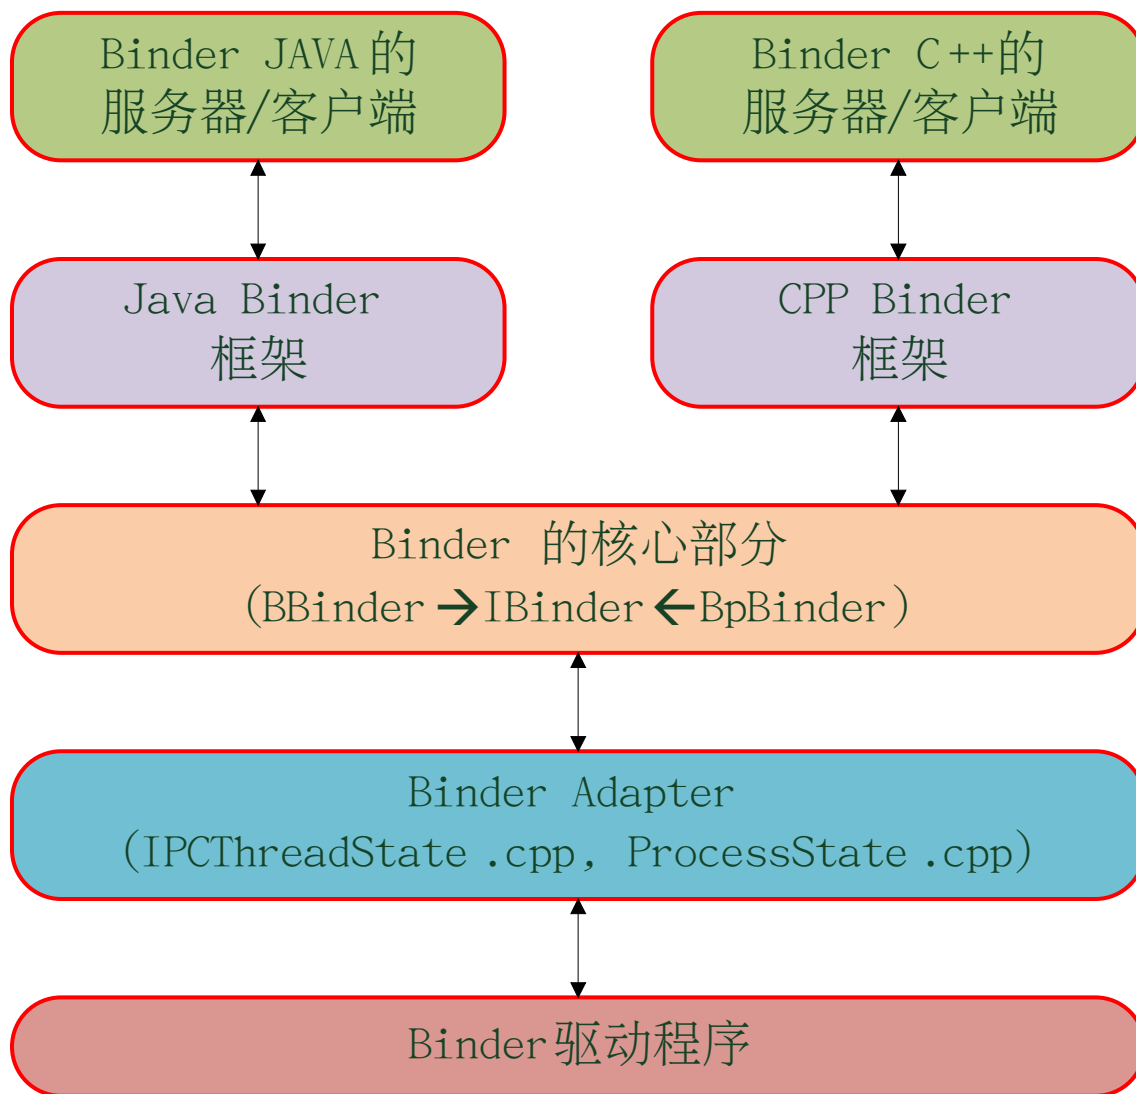 Binder JAVA的
服务器/客户端
Binder C++的
服务器/客户端
Java Binder
框架
CPP Binder
框架
Binder 的核心部分
(BBinder→IBinder←BpBinder)
Binder Adapter
(IPCThreadState.cpp, ProcessState.cpp)
Binder驱动程序